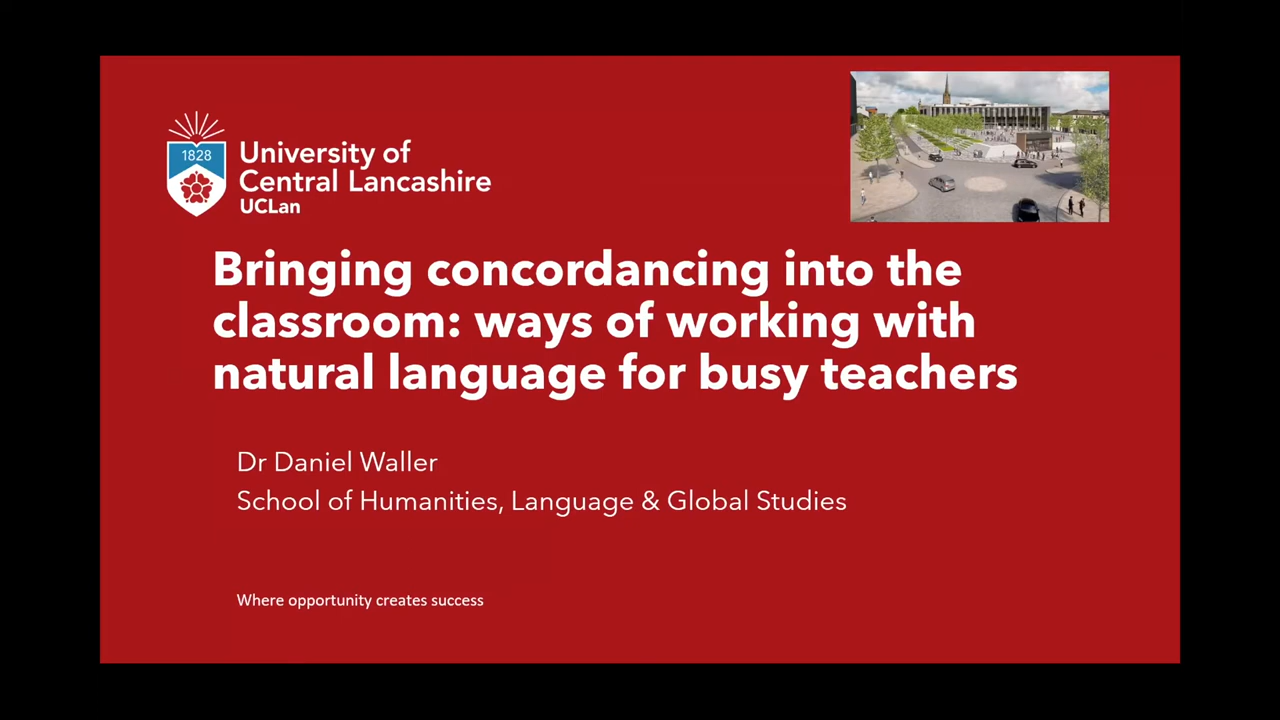 1828
University of
Central Lancashire
UCLan
Bringing concordancing into the
classroom: ways of working with
natural language for busy teachers
Dr Daniel Waller
School of Humanities, Language & Global Studies
Where opportunity creates success